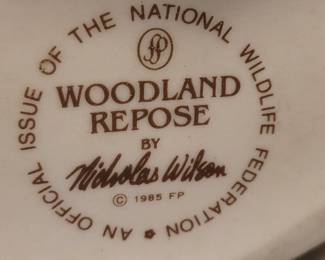 AN OFFICIAL ISSUE OF THE NATIONAL WILDLIFE FEDERATION
FP
WOODLAND
REPOSE
BY
Nicholas Wilson
© 1985 FP